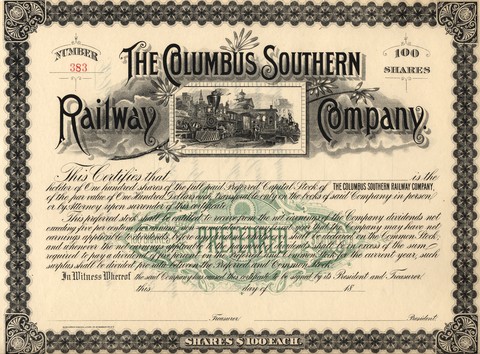 NUMBER
383
100
SHARES
THE COLUMBUS SOUTHERN
Railway Company.
This Certifies that is the
holder of One hundred shares of the full paid Preferred Capital Stock of THE COLUMBUS SOUTHERN RAILWAY COMPANY,
of the par value of One Hundred Dollars each transferable only on the books of said Company in person
or by Attorney upon surrender of this certificate.
This preferred stock shall be entitled to receive from the net earnings of the Company dividends not
exceeding five per centum per annum may have net
earnings applicable to
and whenever the net earnings in excess of the sum
required to pay a dividend of five per cent on the Preferred and Common Stock for the current year, such
surplus shall be divided pro rata between the Preferred and Common Stock.
PREFERRED
In Witness Whereof the said Company has caused this certificate to be signed by its President and Treasurer
this day of 18
Treasurer. President.
SHARES $100 EACH.